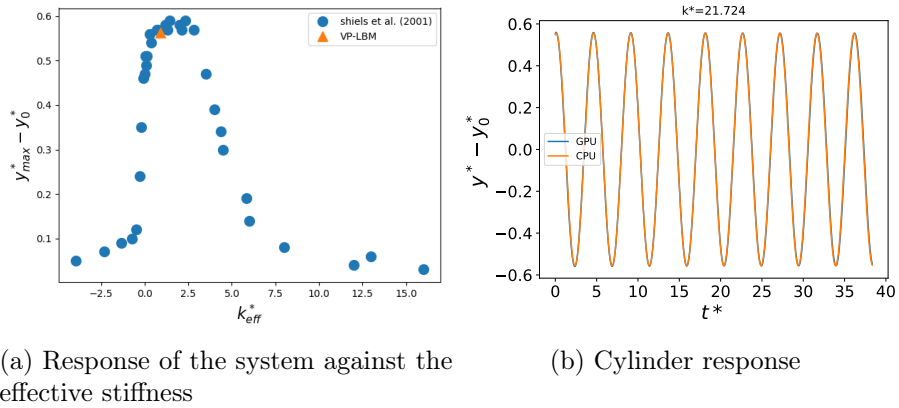 0.6
0.5
0.4
0.3
0.2
0.1
y*max − y*0
−2.5 0.0 2.5 5.0 7.5 10.0 12.5 15.0
k*eff
shiels et al. (2001)
VP-LBM
k*=21.724
0.6
0.4
0.2
0.0
−0.2
−0.4
−0.6
y* − y*0
GPU
CPU
0 5 10 15 20 25 30 35 40
t*
(a) Response of the system against the
effective stiffness
(b) Cylinder response